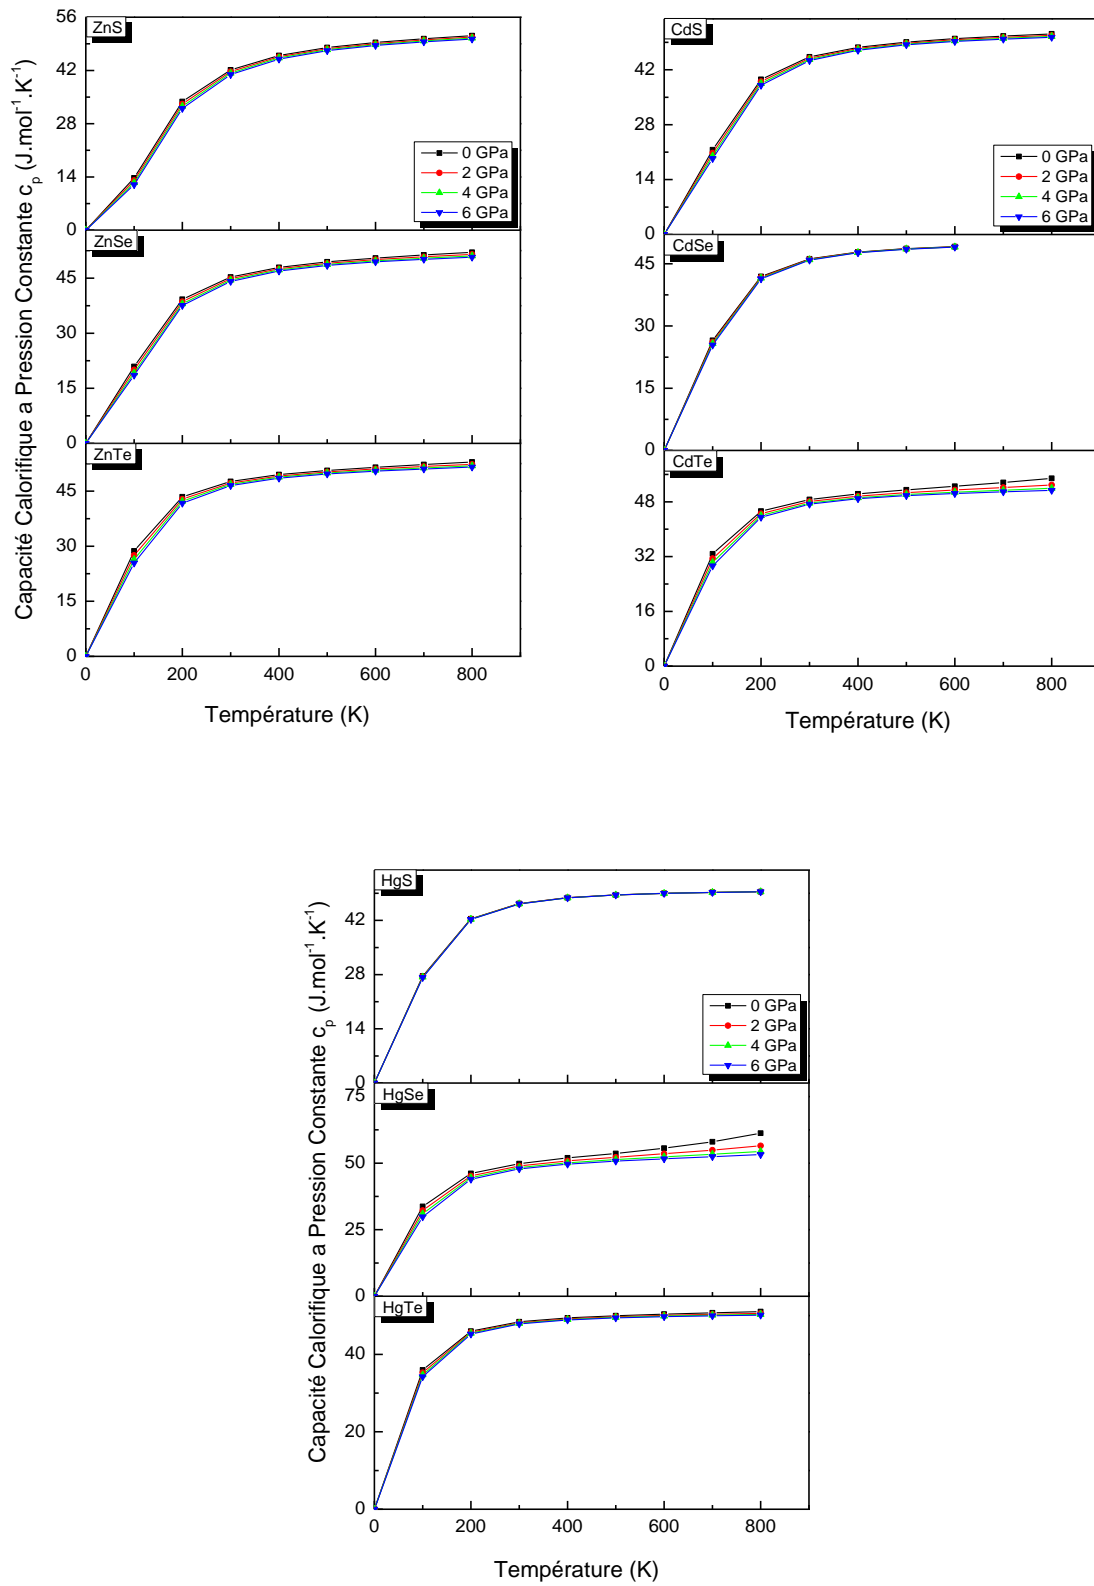 Capacité Calorifique a Pression Constante c_p (J.mol⁻¹.K⁻¹)
56
42
28
14
0
ZnS
0 GPa
2 GPa
4 GPa
6 GPa
45
30
15
0
ZnSe
45
30
15
0
ZnTe
0 200 400 600 800
Température (K)
42
28
14
0
CdS
0 GPa
2 GPa
4 GPa
6 GPa
45
30
15
0
CdSe
48
32
16
0
CdTe
0 200 400 600 800
Température (K)
Capacité Calorifique a Pression Constante c_p (J.mol⁻¹.K⁻¹)
42
28
14
0
HgS
0 GPa
2 GPa
4 GPa
6 GPa
75
50
25
0
HgSe
40
20
0
HgTe
0 200 400 600 800
Température (K)